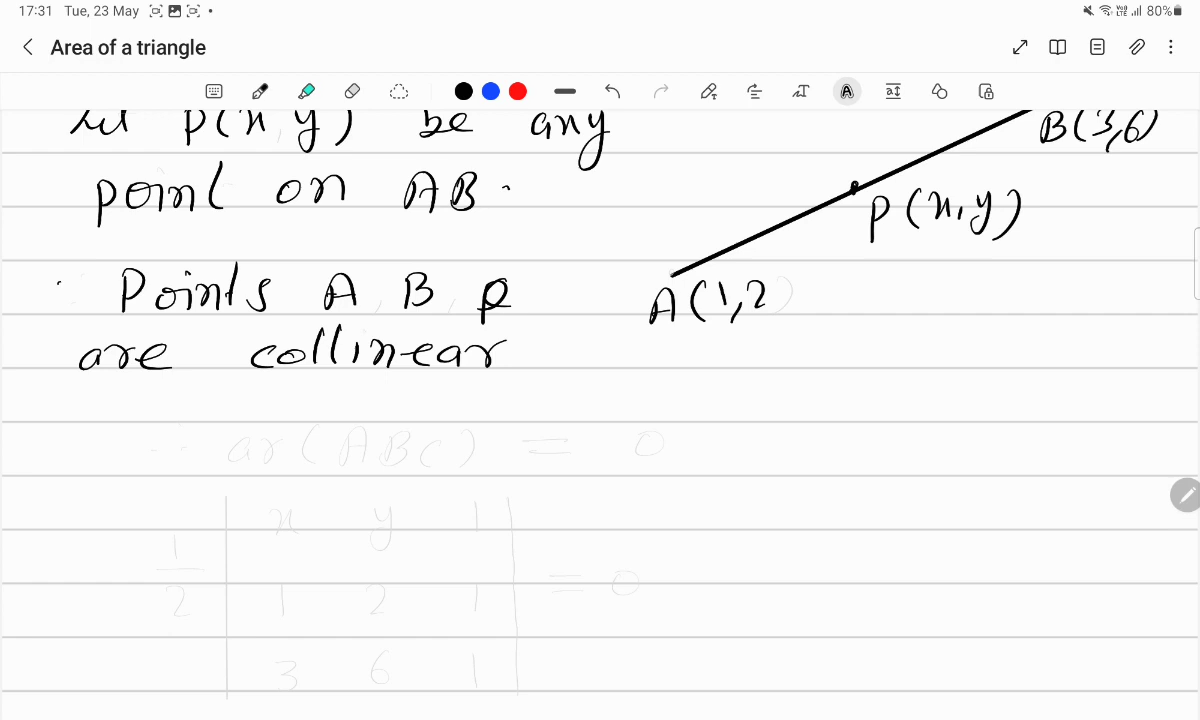 17:31 Tue, 23 May 80%
Area of a triangle
let P(x, y) be any
B(3,6)
point on AB.
P(x,y)
Points A, B, P
A(1,2)
are collinear
∴ ar(ABC) = 0
x y 1
1/2 1 2 1 = 0
3 6 1